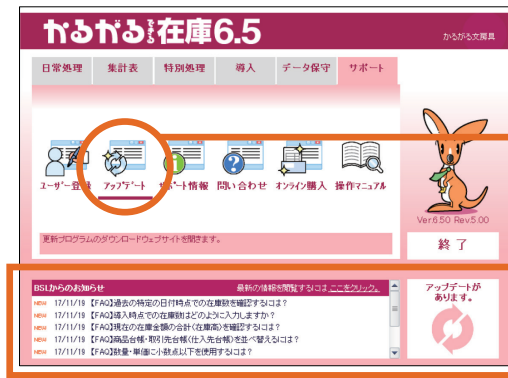 かるがるできる在庫6.5
かるがる文房具
日常処理 集計表 特別処理 導入 データ保守 サポート
ユーザー登録 アップデート サポート情報 問い合わせ オンライン購入 操作マニュアル
Ver.6.50 Rev.5.00
更新プログラムのダウンロードウェブサイトを開きます。
終了
BSLからのお知らせ 最新の情報を閲覧するには、ここをクリック。
アップデートが
あります。
NEW 17/11/19 【FAQ】過去の特定の日付時点での在庫数を確認するには？
NEW 17/11/19 【FAQ】導入時点での在庫数はどのように入力しますか？
NEW 17/11/19 【FAQ】現在の在庫金額の合計(在庫高)を確認するには？
NEW 17/11/19 【FAQ】商品台帳・取引先台帳(仕入先台帳)を並べ替えるには？
NEW 17/11/19 【FAQ】数量・単価に小数点以下を使用するには？